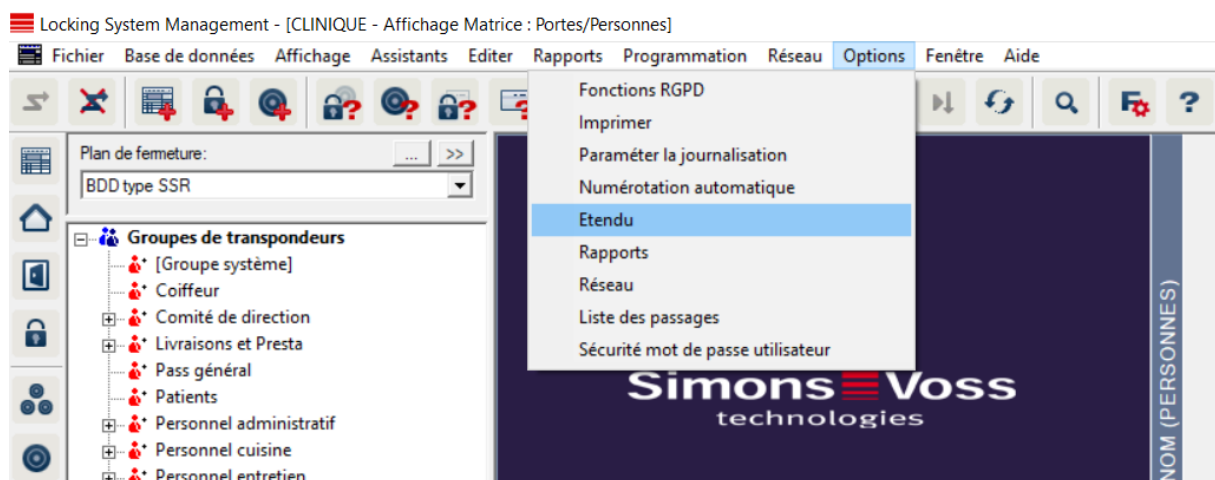 Locking System Management - [CLINIQUE - Affichage Matrice : Portes/Personnes]
Fichier Base de données Affichage Assistants Editer Rapports Programmation Réseau Options Fenêtre Aide
Fonctions RGPD
Imprimer
Paraméter la journalisation
Numérotation automatique
Etendu
Rapports
Réseau
Liste des passages
Sécurité mot de passe utilisateur
Plan de fermeture:
... >>
BDD type SSR
Groupes de transpondeurs
[Groupe système]
Coiffeur
Comité de direction
Livraisons et Presta
Pass général
Patients
Personnel administratif
Personnel cuisine
Personnel entretien
Simons Voss
technologies
NOM (PERSONNES)